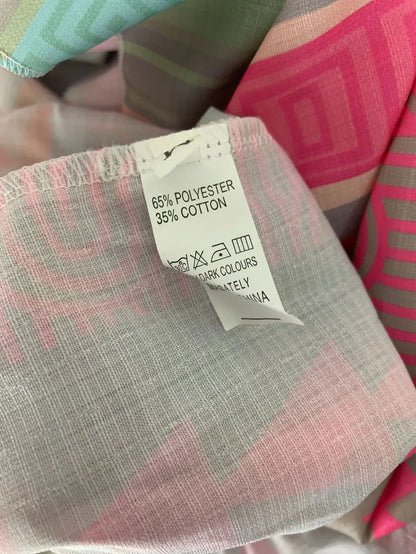 65% POLYESTER
35% COTTON
DARK COLOURS